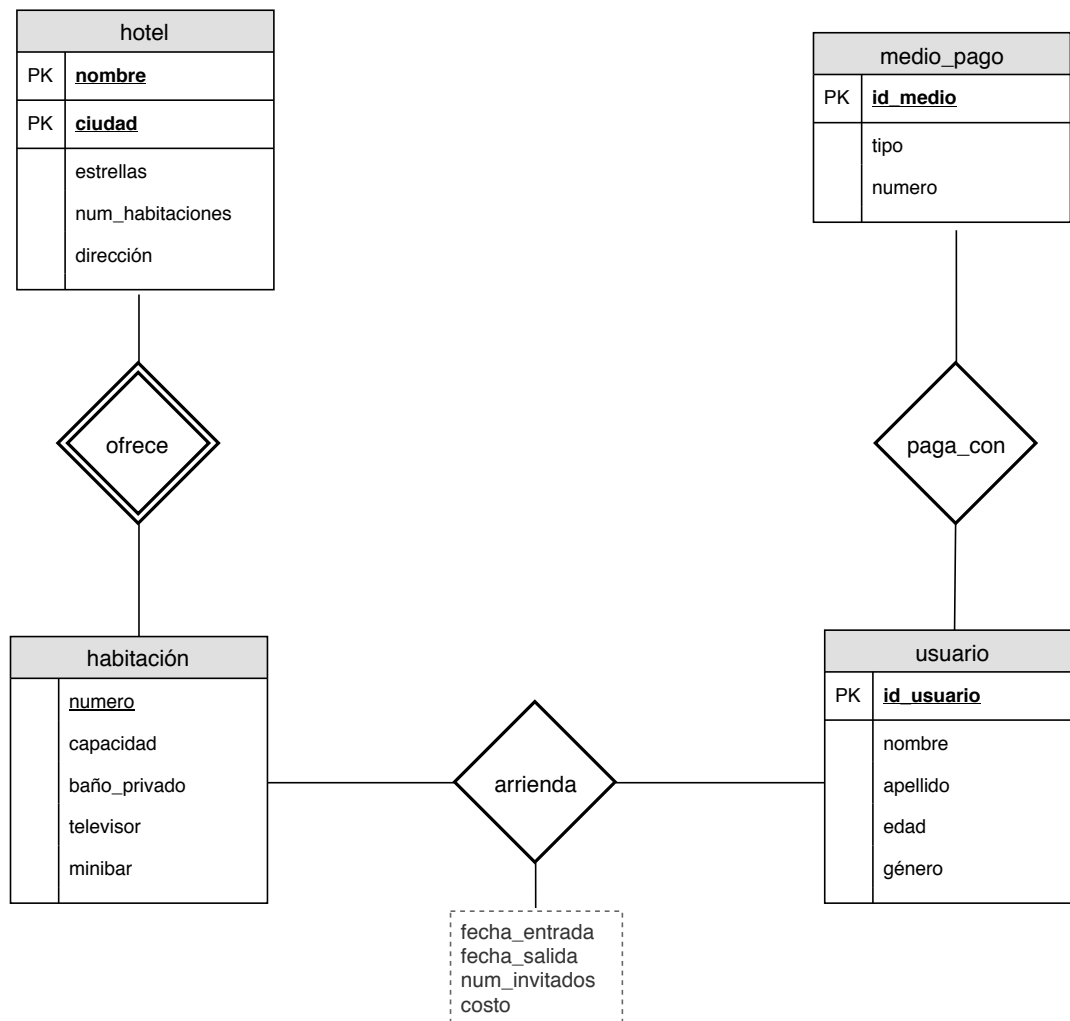 hotel
PK nombre
PK ciudad
estrellas
num_habitaciones
dirección
medio_pago
PK id_medio
tipo
numero
ofrece
paga_con
habitación
numero
capacidad
baño_privado
televisor
minibar
arrienda
usuario
PK id_usuario
nombre
apellido
edad
género
fecha_entrada
fecha_salida
num_invitados
costo